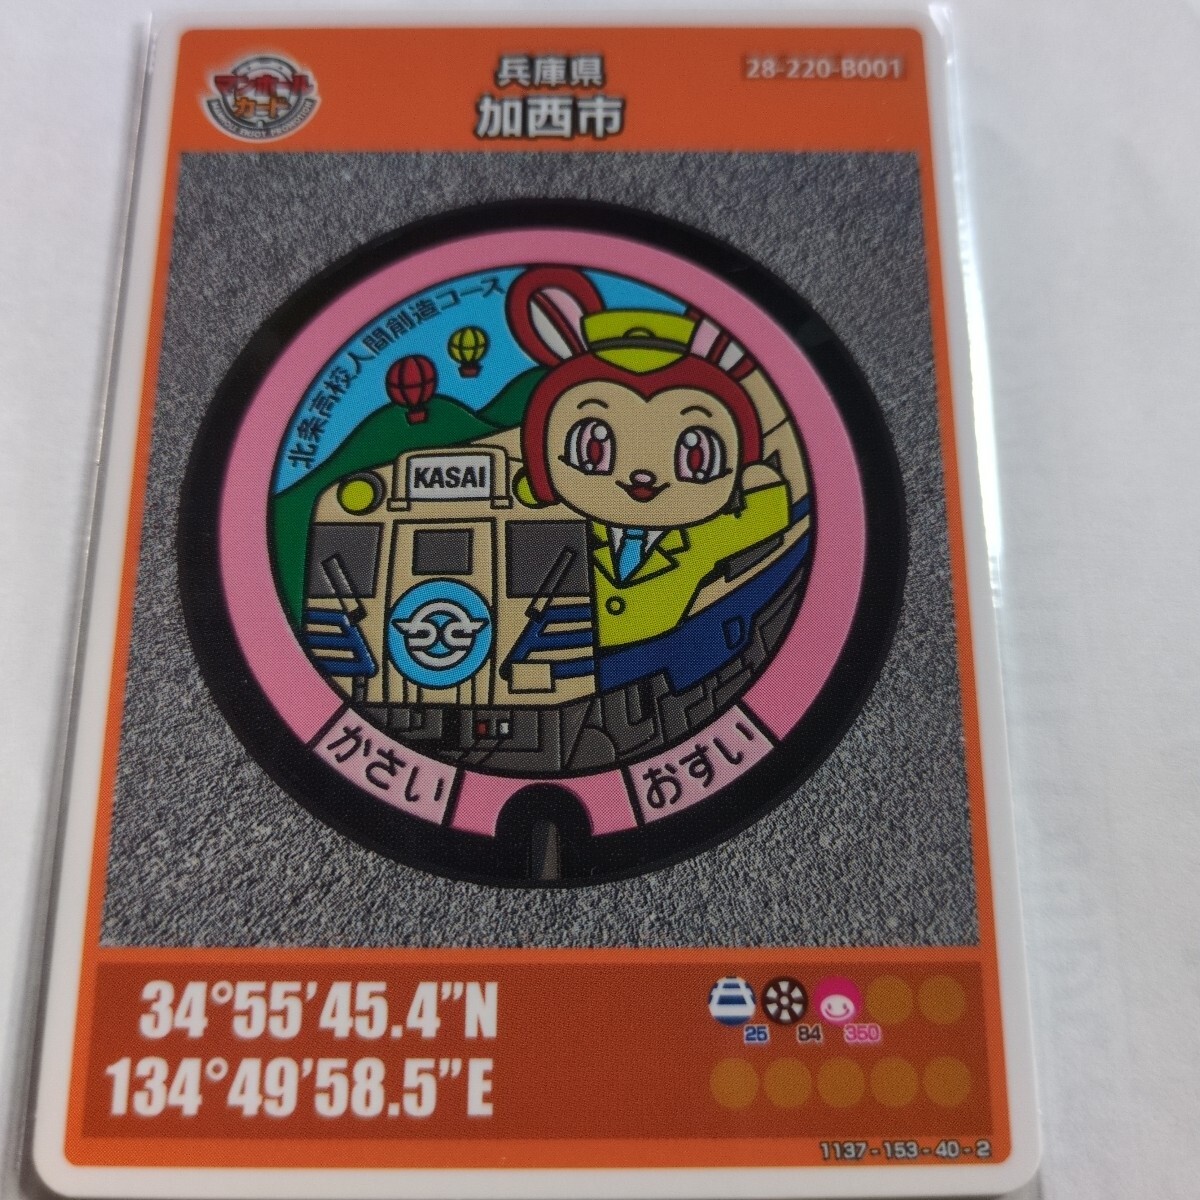 マンホール
カード
兵庫県
加西市
28-220-B001
北条高校人間創造コース
KASAI
かさい
おすい
34°55'45.4"N
134°49'58.5"E
25
84
350
1137-153-40-2